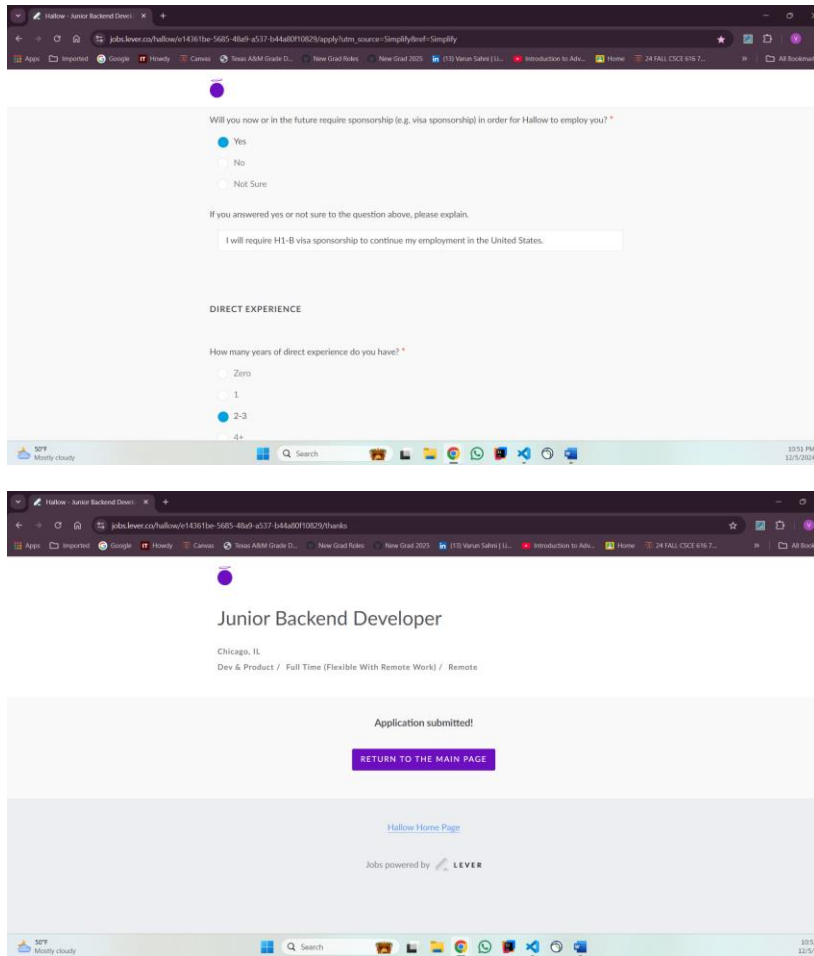 Hallow - Junior Backend Devel
jobs.lever.co/hallow/e14361be-5685-48a9-a537-b44a80f10829/apply?utm_source=Simplify&ref=Simplify
Apps Imported Google Howdy Canvas Texas A&M Grade D... New Grad Roles New Grad 2025 (13) Varun Sahni | Li... Introduction to Adv... Home 24 FALL CSCE 616 7... » All Bookmar
Will you now or in the future require sponsorship (e.g. visa sponsorship) in order for Hallow to employ you? *
Yes
No
Not Sure
If you answered yes or not sure to the question above, please explain.
I will require H1-B visa sponsorship to continue my employment in the United States.
DIRECT EXPERIENCE
How many years of direct experience do you have? *
Zero
1
2-3
4+
50°F
Mostly cloudy
Search
10:51 PM
12/5/2024
Hallow - Junior Backend Devel
jobs.lever.co/hallow/e14361be-5685-48a9-a537-b44a80f10829/thanks
Apps Imported Google Howdy Canvas Texas A&M Grade D... New Grad Roles New Grad 2025 (13) Varun Sahni | Li... Introduction to Adv... Home 24 FALL CSCE 616 7... » All Boo
Junior Backend Developer
Chicago, IL
Dev & Product / Full Time (Flexible With Remote Work) / Remote
Application submitted!
RETURN TO THE MAIN PAGE
Hallow Home Page
Jobs powered by LEVER
50°F
Mostly cloudy
Search
10:5
12/5/